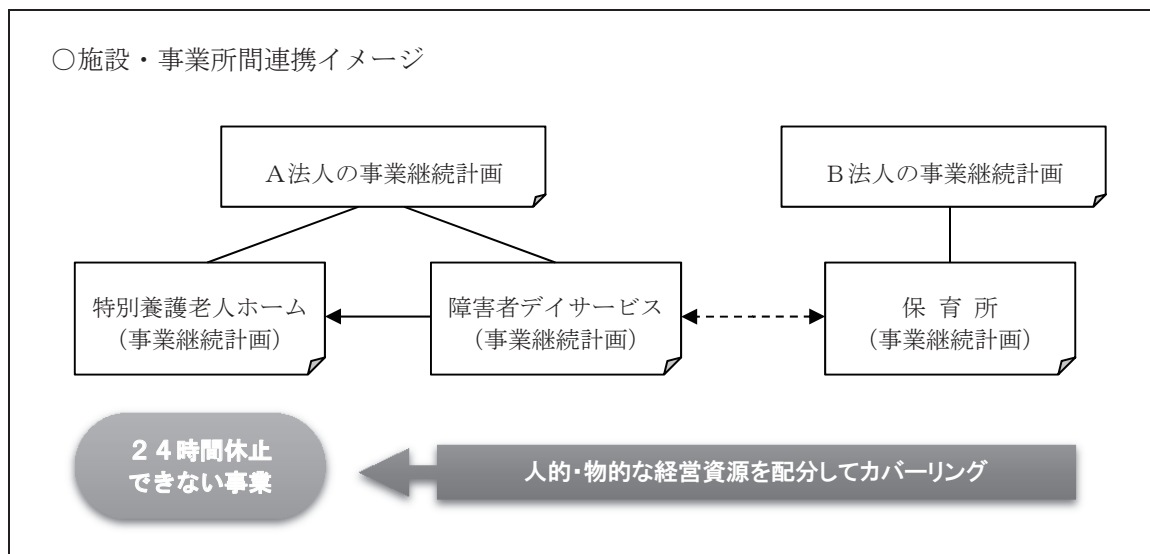 〇施設・事業所間連携イメージ
Ａ法人の事業継続計画
Ｂ法人の事業継続計画
特別養護老人ホーム
（事業継続計画）
障害者デイサービス
（事業継続計画）
保 育 所
（事業継続計画）
２４時間休止
できない事業
人的・物的な経営資源を配分してカバーリング